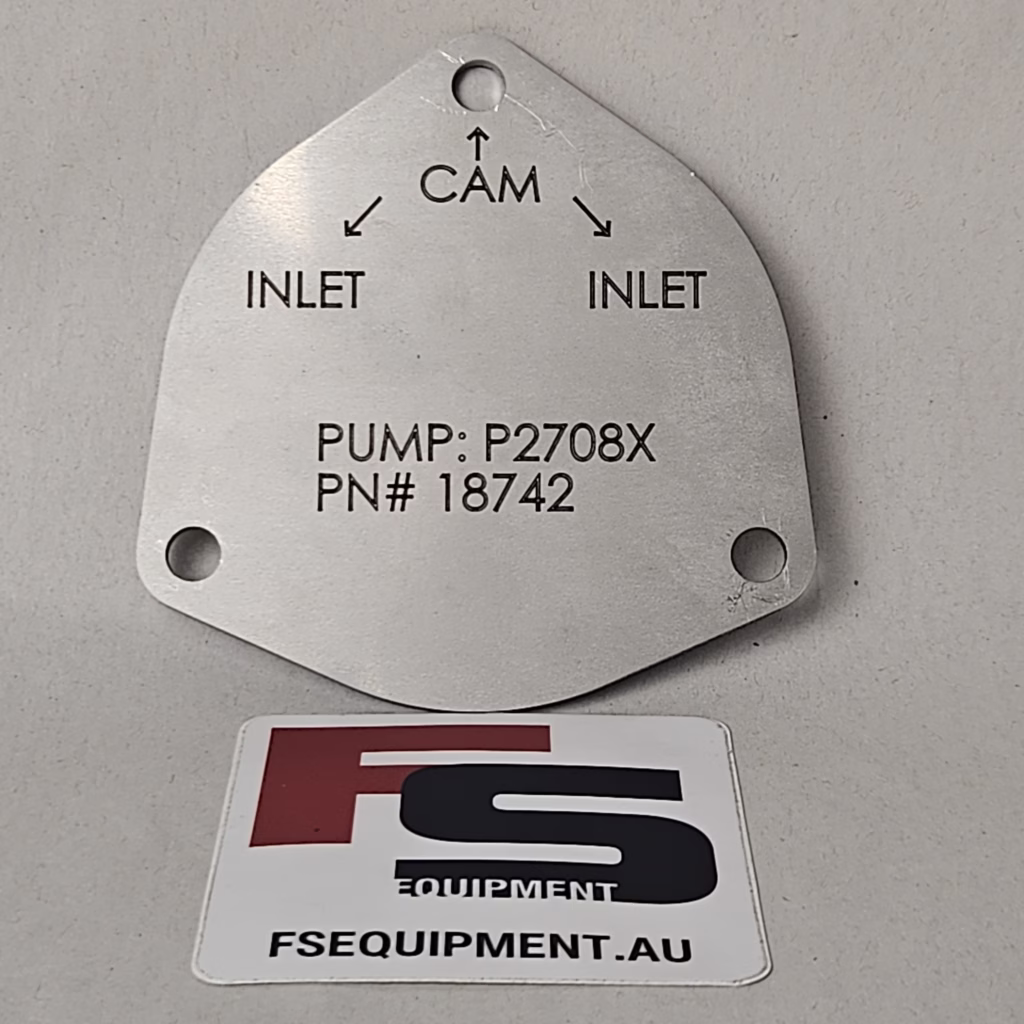 ↑
CAM
↙ ↘
INLET INLET
PUMP: P2708X
PN# 18742
FS
EQUIPMENT
FSEQUIPMENT.AU